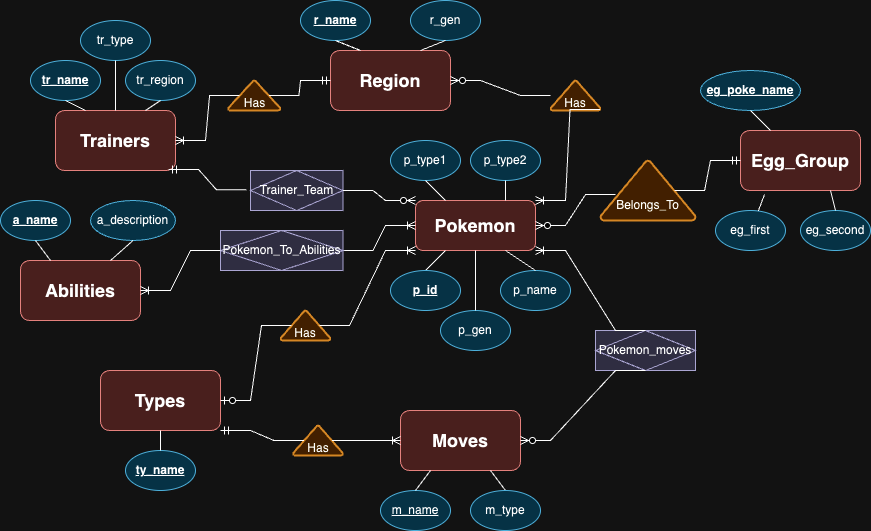 r_name
r_gen
tr_type
tr_name
tr_region
Region
Has
Has
eg_poke_name
Trainers
p_type1
p_type2
Egg_Group
Trainer_Team
Belongs_To
a_name
a_description
Pokemon
eg_first
eg_second
Pokemon_To_Abilities
Abilities
p_id
p_name
Has
p_gen
Pokemon_moves
Types
Has
Moves
ty_name
m_name
m_type